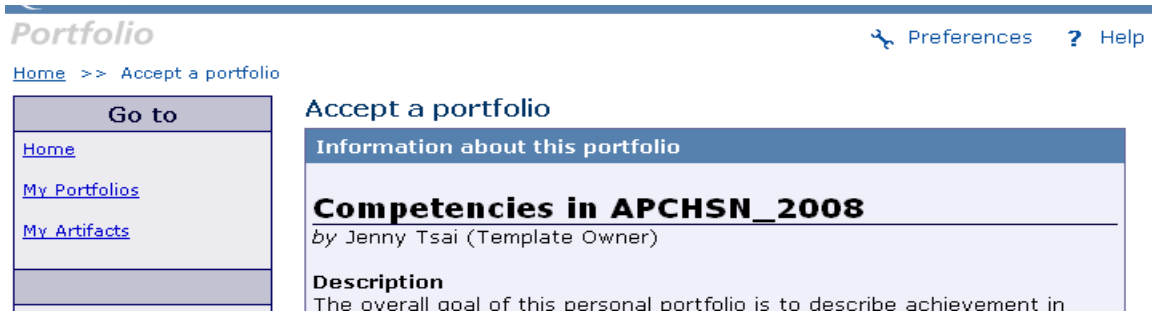 Portfolio
Preferences ? Help
Home >> Accept a portfolio
Go to
Home
My Portfolios
My Artifacts
Accept a portfolio
Information about this portfolio
Competencies in APCHSN_2008
by Jenny Tsai (Template Owner)
Description
The overall goal of this personal portfolio is to describe achievement in